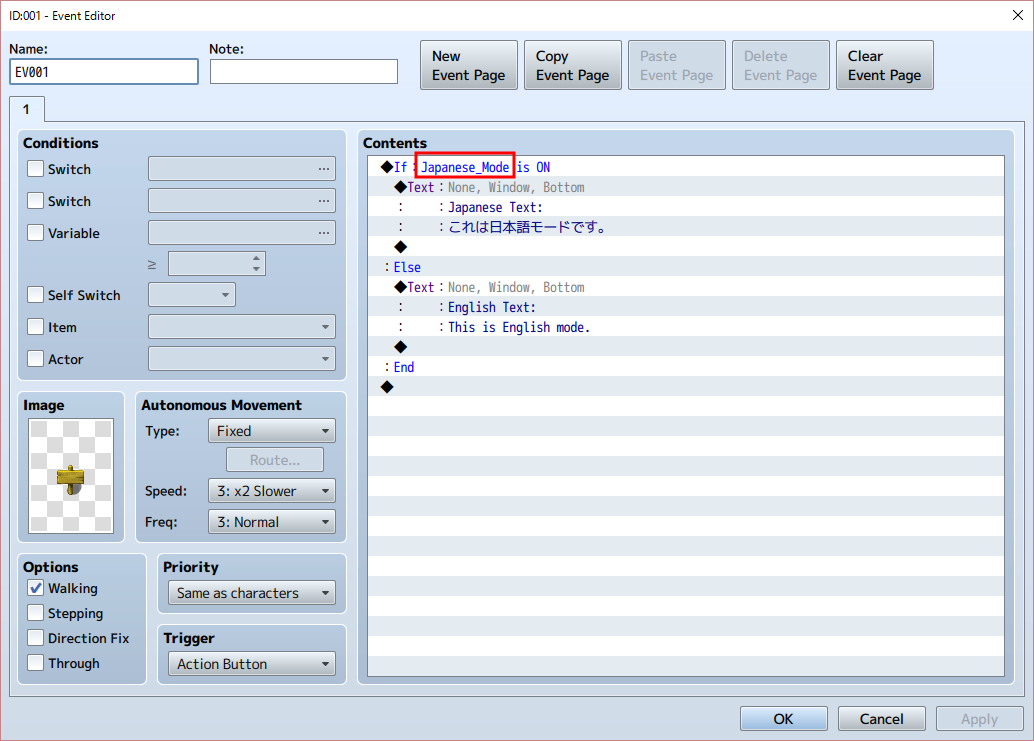 ID:001 - Event Editor
Name:
Note:
EV001
New
Event Page
Copy
Event Page
Paste
Event Page
Delete
Event Page
Clear
Event Page
1
Conditions
Switch ...
Switch ...
Variable ...
≥
Self Switch
Item
Actor
Image
Autonomous Movement
Type: Fixed
Route...
Speed: 3: x2 Slower
Freq: 3: Normal
Options
Walking
Stepping
Direction Fix
Through
Priority
Same as characters
Trigger
Action Button
Contents
◆If：Japanese_Mode is ON
◆Text：None, Window, Bottom
：　：Japanese Text:
：　：これは日本語モードです。
◆
：Else
◆Text：None, Window, Bottom
：　：English Text:
：　：This is English mode.
◆
：End
◆
OK
Cancel
Apply